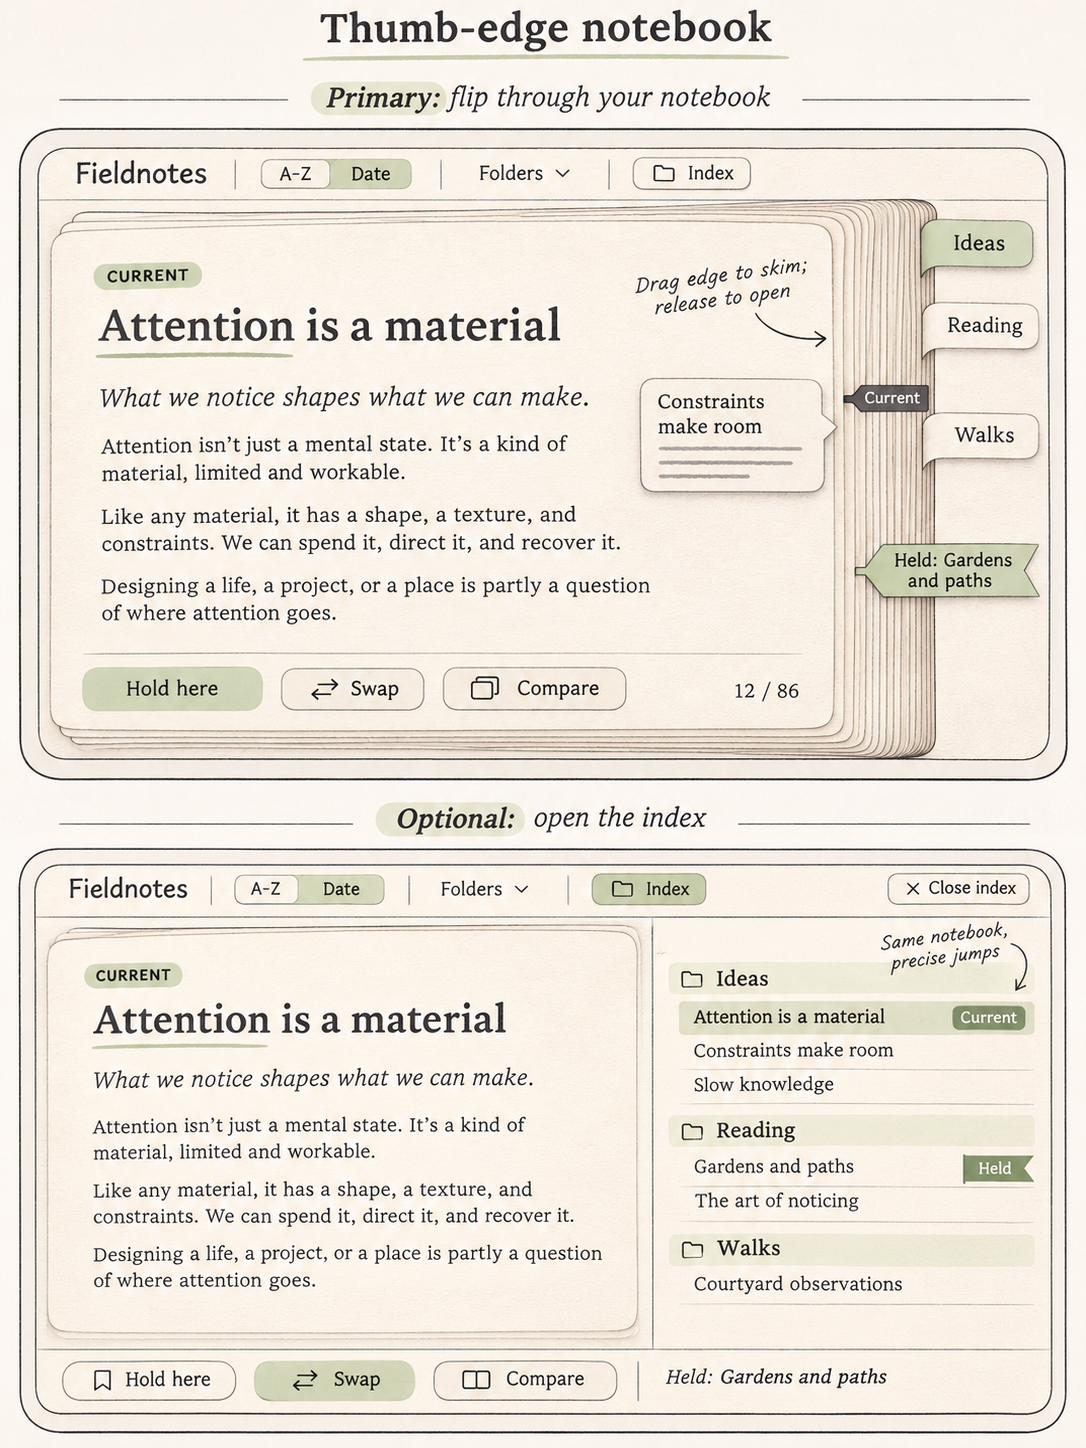 Thumb-edge notebook
Primary: flip through your notebook
Fieldnotes
A-Z
Date
Folders
Index
CURRENT
Attention is a material
What we notice shapes what we can make.
Attention isn't just a mental state. It's a kind of
material, limited and workable.
Like any material, it has a shape, a texture, and
constraints. We can spend it, direct it, and recover it.
Designing a life, a project, or a place is partly a question
of where attention goes.
Drag edge to skim;
release to open
Constraints
make room
Ideas
Reading
Current
Walks
Held: Gardens
and paths
Hold here
Swap
Compare
12 / 86
Optional: open the index
Fieldnotes
A-Z
Date
Folders
Index
Close index
CURRENT
Attention is a material
What we notice shapes what we can make.
Attention isn't just a mental state. It's a kind of
material, limited and workable.
Like any material, it has a shape, a texture, and
constraints. We can spend it, direct it, and recover it.
Designing a life, a project, or a place is partly a question
of where attention goes.
Same notebook,
precise jumps
Ideas
Attention is a material
Current
Constraints make room
Slow knowledge
Reading
Gardens and paths
Held
The art of noticing
Walks
Courtyard observations
Hold here
Swap
Compare
Held: Gardens and paths